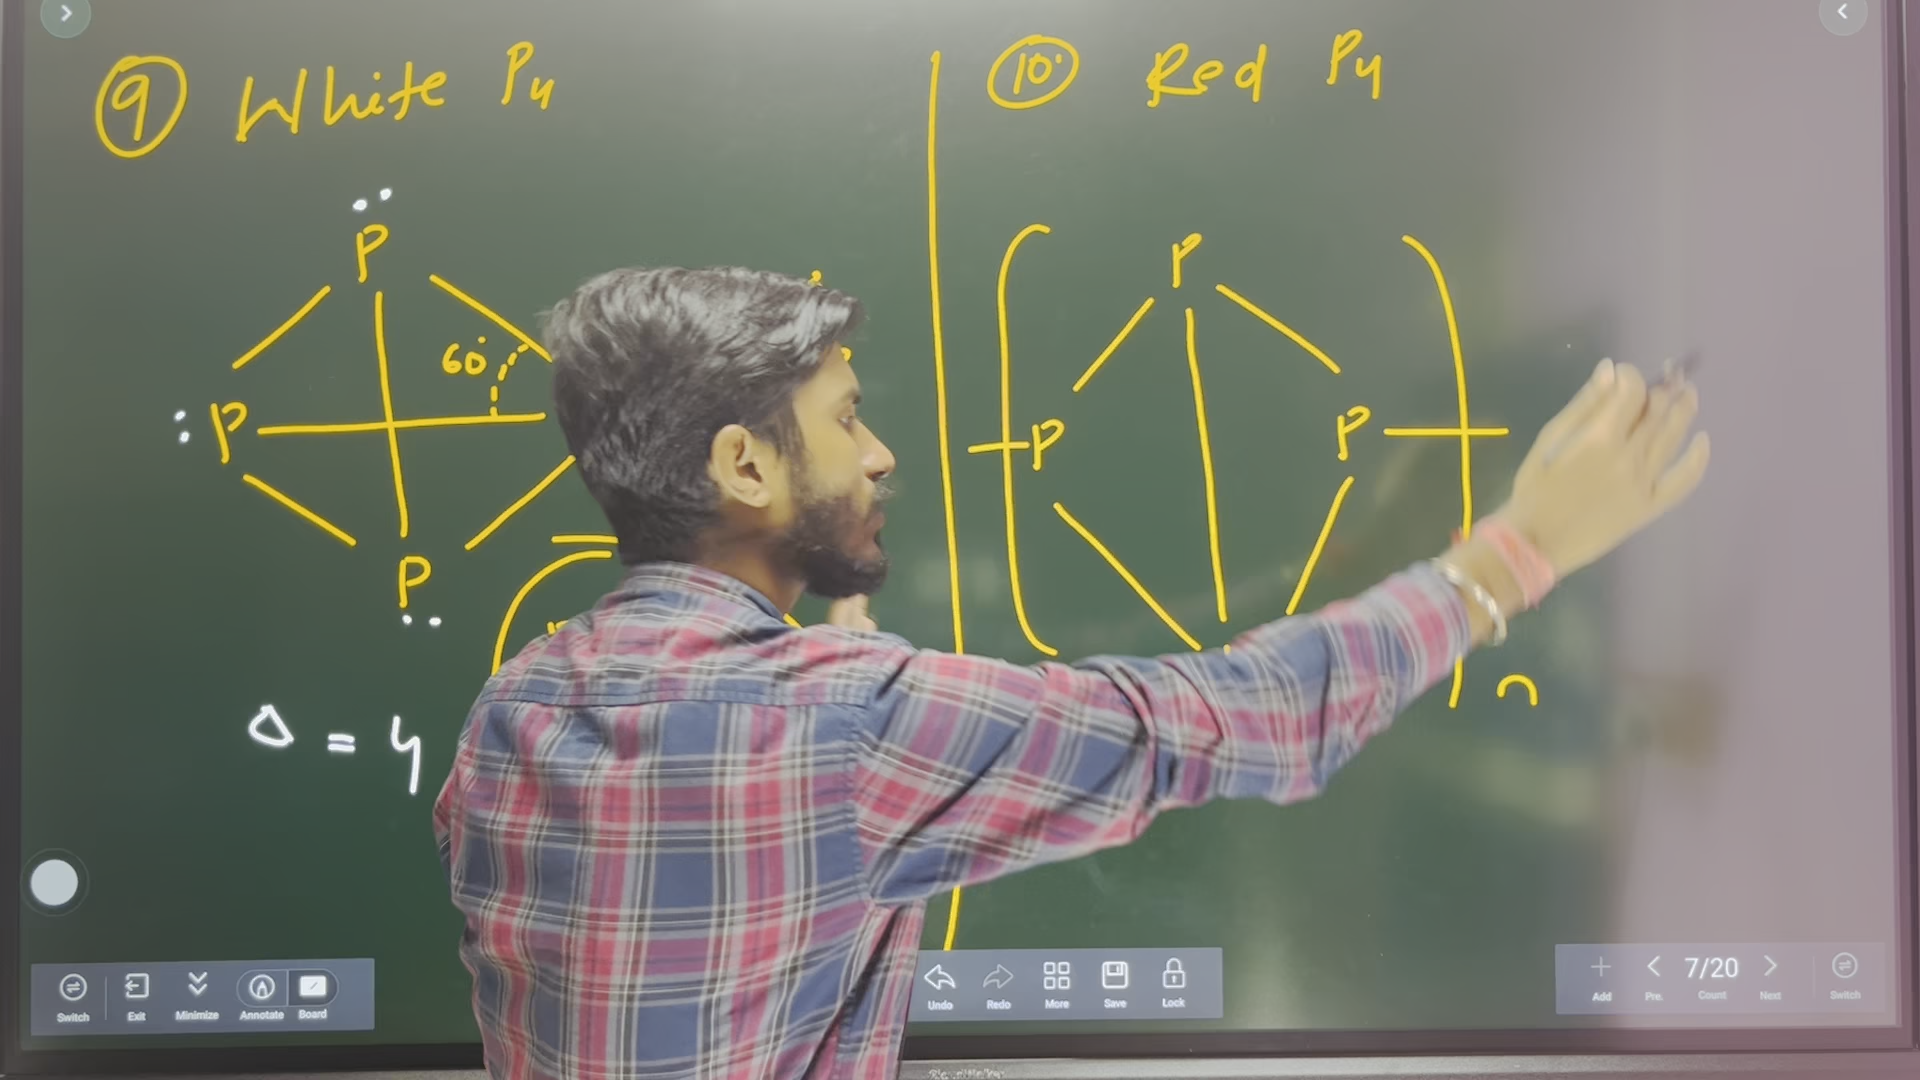 9 White P4
P
60°
P
P
Δ = 4
10 Red P4
P
P P
n
Switch Exit Minimize Annotate Board
Undo Redo More Save Lock
Add Pre. 7/20 Count Next Switch